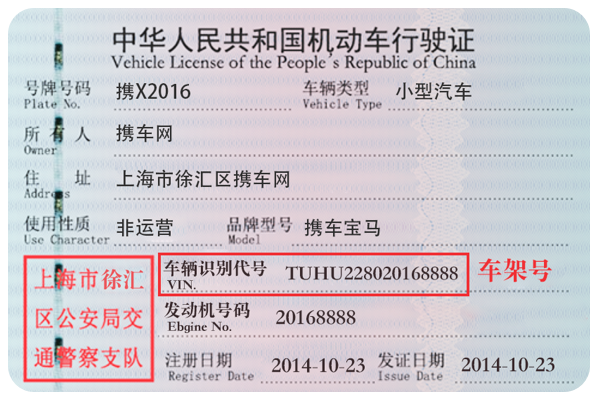 中华人民共和国机动车行驶证
Vehicle License of the People's Republic of China
号牌号码 携X2016 车辆类型 小型汽车
Plate No. Vehicle Type
所有人 携车网
Owner
住址 上海市徐汇区携车网
Address
使用性质 非运营 品牌型号 携车宝马
Use Character Model
车辆识别代号 TUHU228020168888 车架号
VIN.
发动机号码 20168888
Ebgine No.
注册日期 2014-10-23 发证日期 2014-10-23
Register Date Issue Date
上海市徐汇
区公安局交
通警察支队